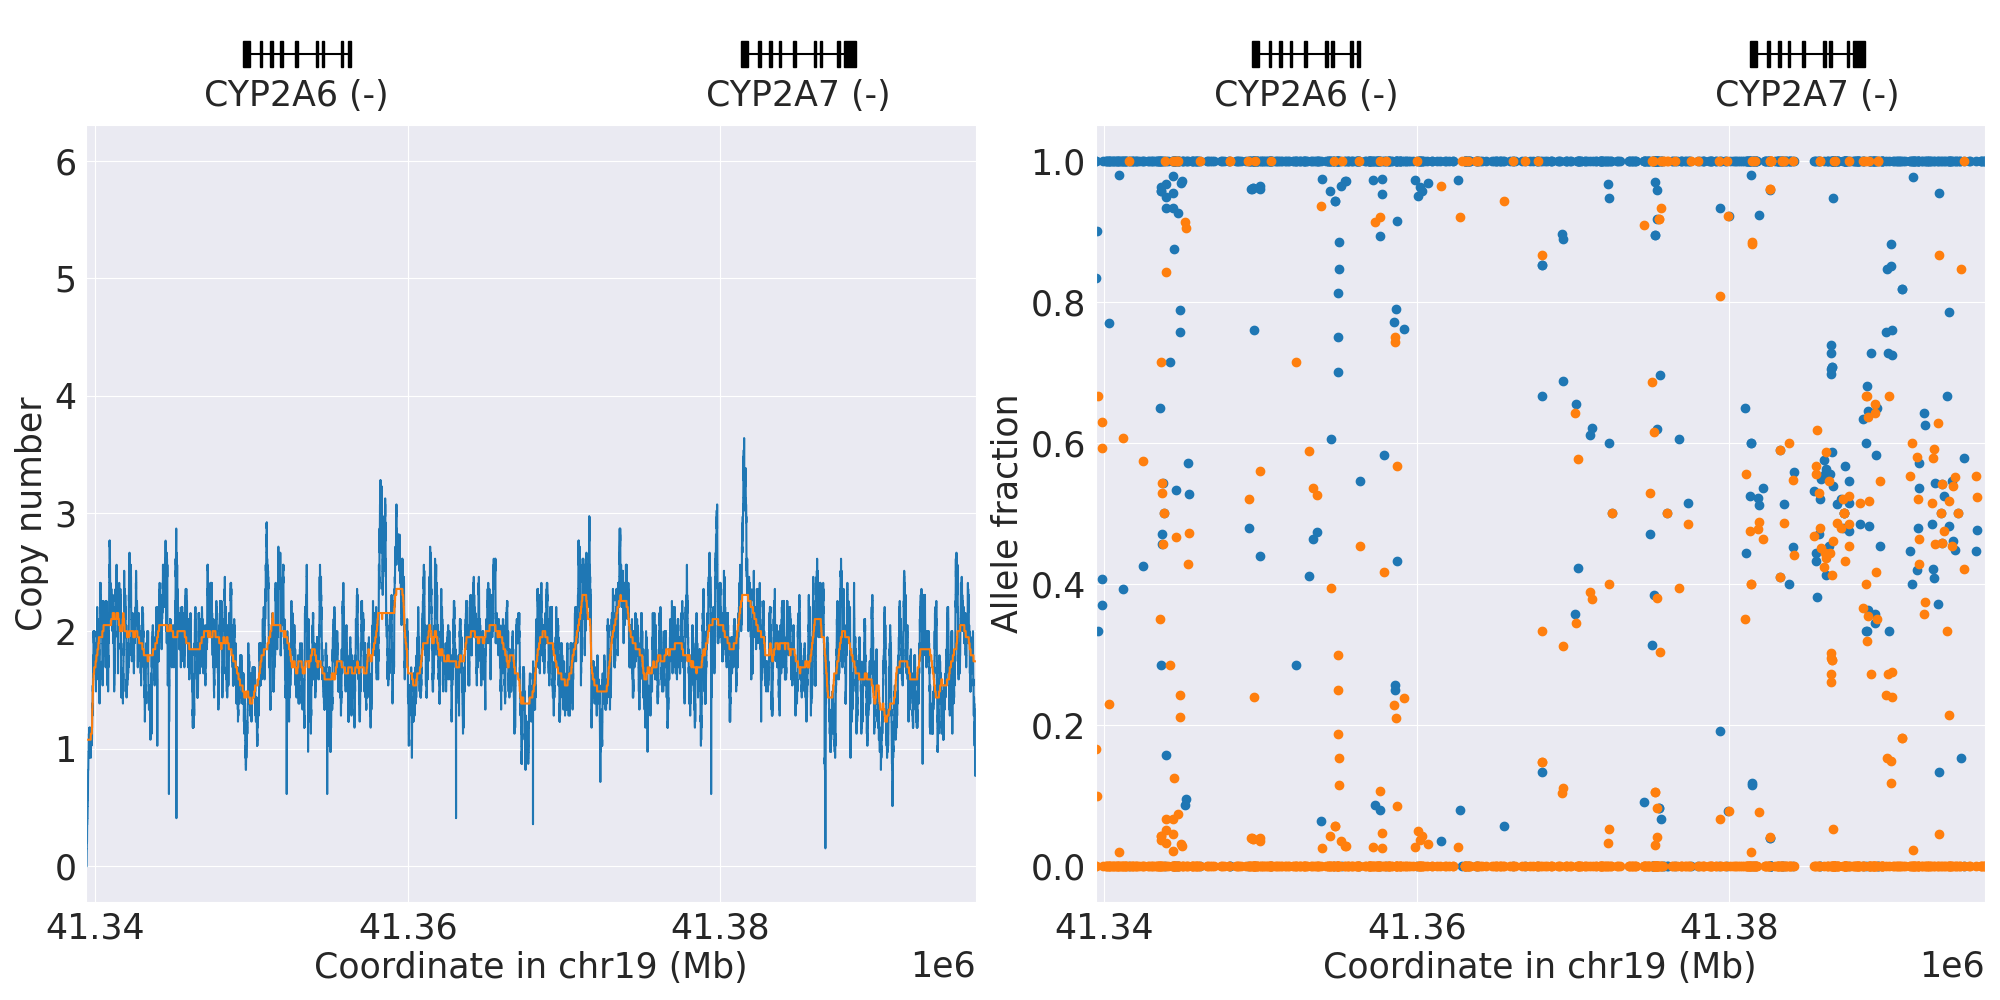 CYP2A6 (-) CYP2A7 (-)
6
5
4
3
2
1
0
Copy number
41.34 41.36 41.38
Coordinate in chr19 (Mb) 1e6
CYP2A6 (-) CYP2A7 (-)
1.0
0.8
0.6
0.4
0.2
0.0
Allele fraction
41.34 41.36 41.38
Coordinate in chr19 (Mb) 1e6